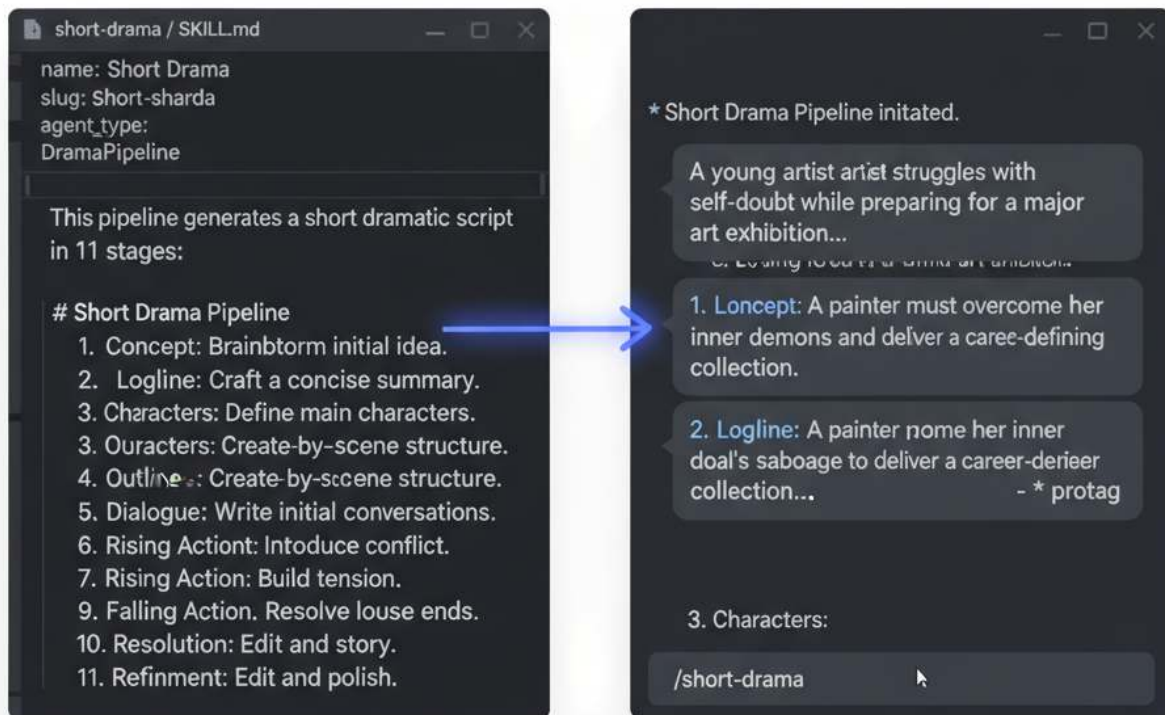 short-drama / SKILL.md
name: Short Drama
slug: Short-sharda
agent_type:
DramaPipeline
This pipeline generates a short dramatic script
in 11 stages:
# Short Drama Pipeline
1. Concept: Brainbtorm initial idea.
2. Logline: Craft a concise summary.
3. Characters: Define main characters.
3. Ouracters: Create-by-scene structure.
4. Outline: Create-by-sccene structure.
5. Dialogue: Write initial conversations.
6. Rising Actiont: Intoduce conflict.
7. Rising Action: Build tension.
9. Falling Action. Resolve louse ends.
10. Resolution: Edit and story.
11. Refinment: Edit and polish.
* Short Drama Pipeline initated.
A young artist artist struggles with
self-doubt while preparing for a major
art exhibition...
1. Loncept: A painter must overcome her
inner demons and deliver a careec-defining
collection.
2. Logline: A painter nome her inner
doal's saboage to deliver a career-derieer
collection... - * protag
3. Characters:
/short-drama